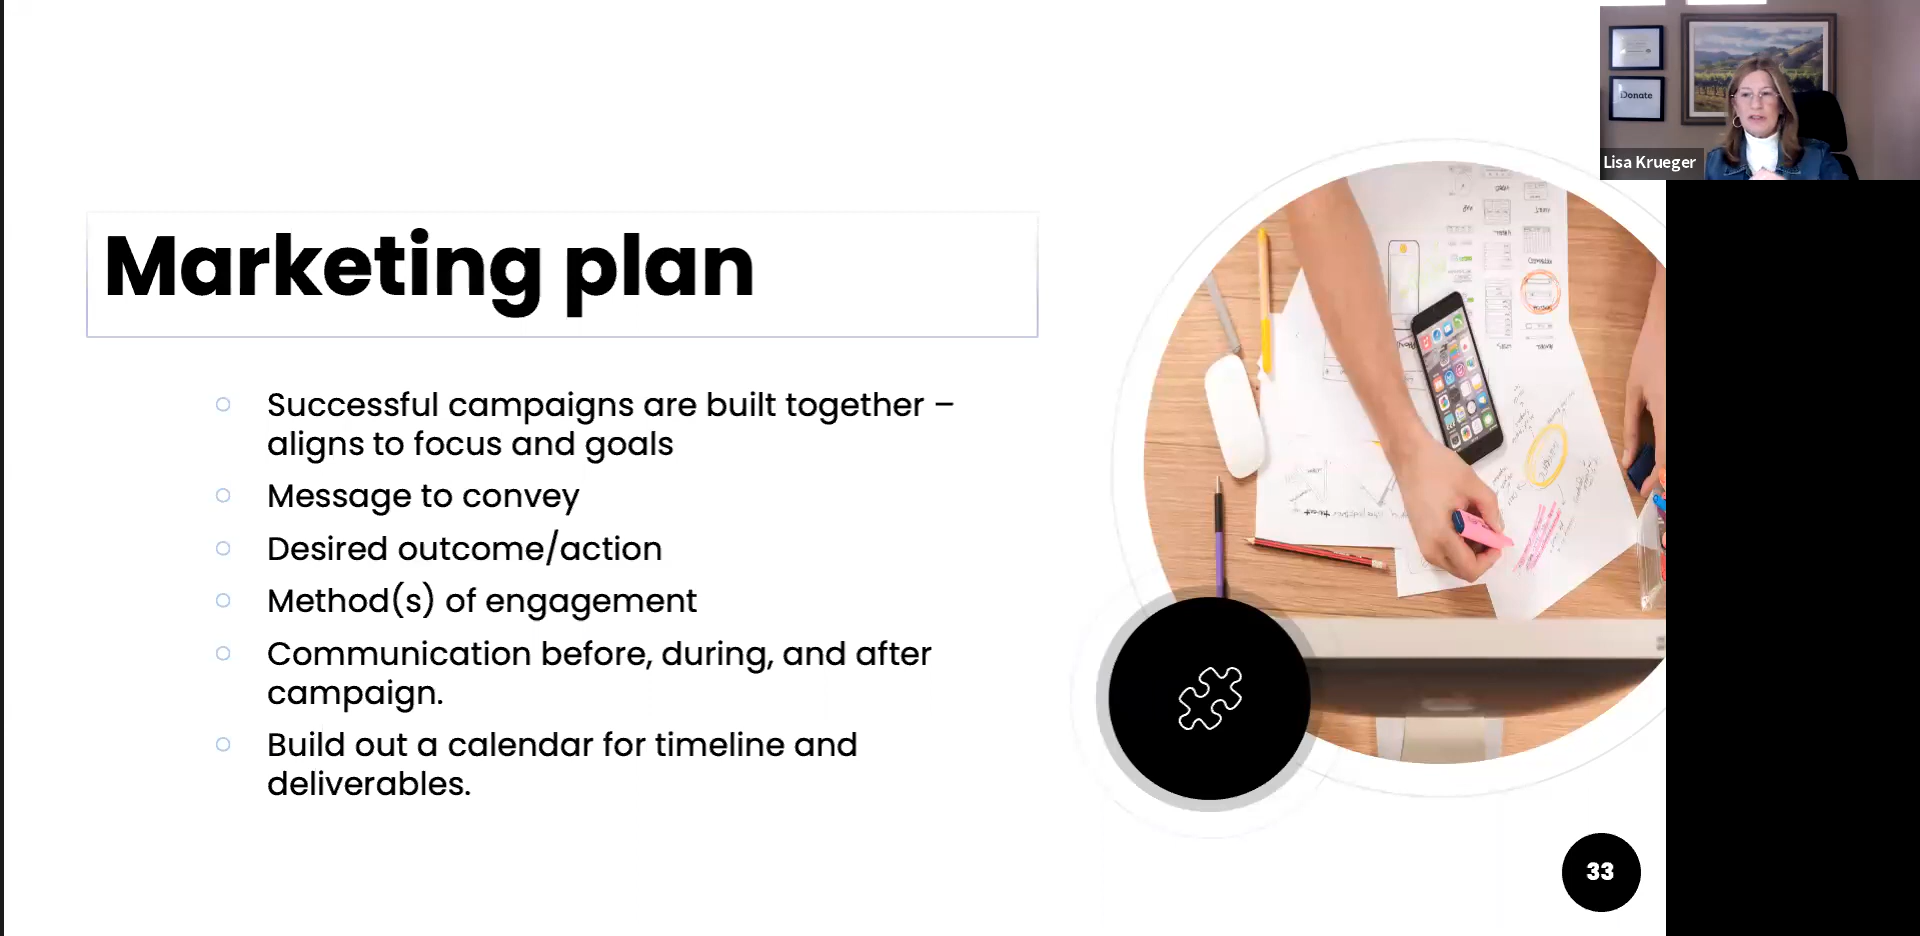 Donate
Lisa Krueger
Marketing plan
Successful campaigns are built together –
aligns to focus and goals
Message to convey
Desired outcome/action
Method(s) of engagement
Communication before, during, and after
campaign.
Build out a calendar for timeline and
deliverables.
33